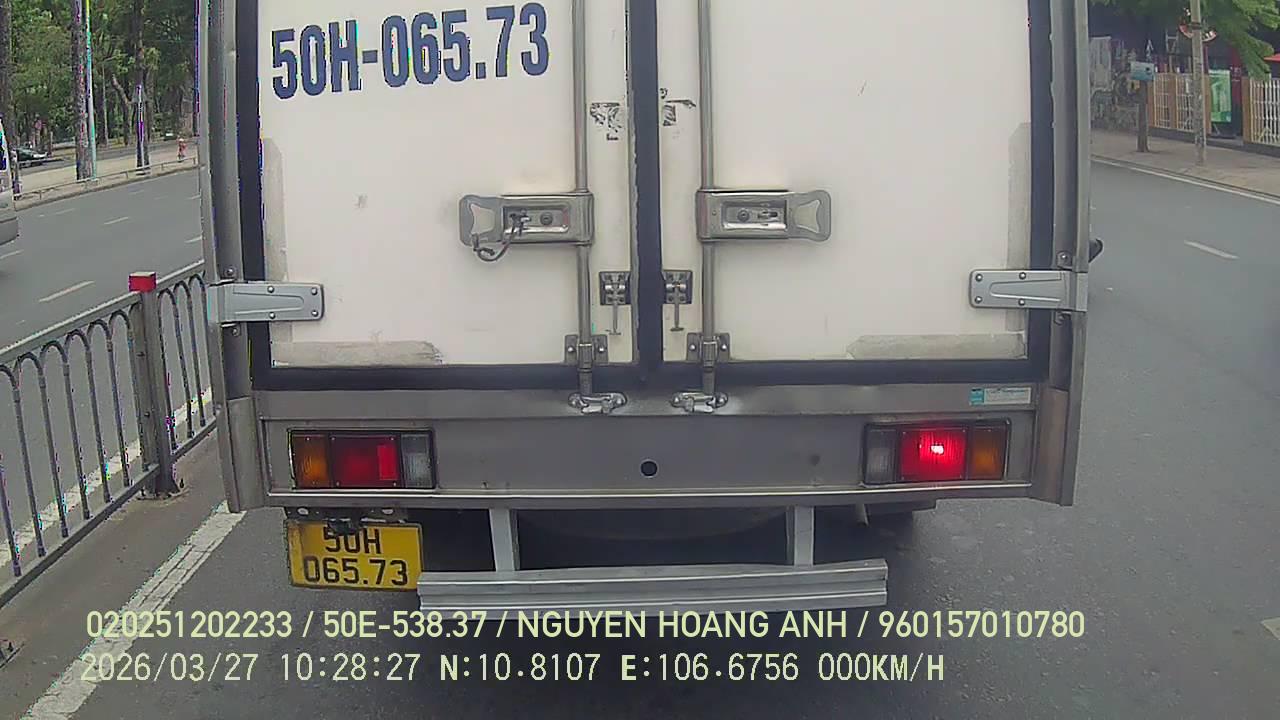 50H-065.73
50H
065.73
020251202233 / 50E-538.37 / NGUYEN HOANG ANH / 960157010780
2026/03/27 10:28:27 N:10.8107 E:106.6756 000KM/H